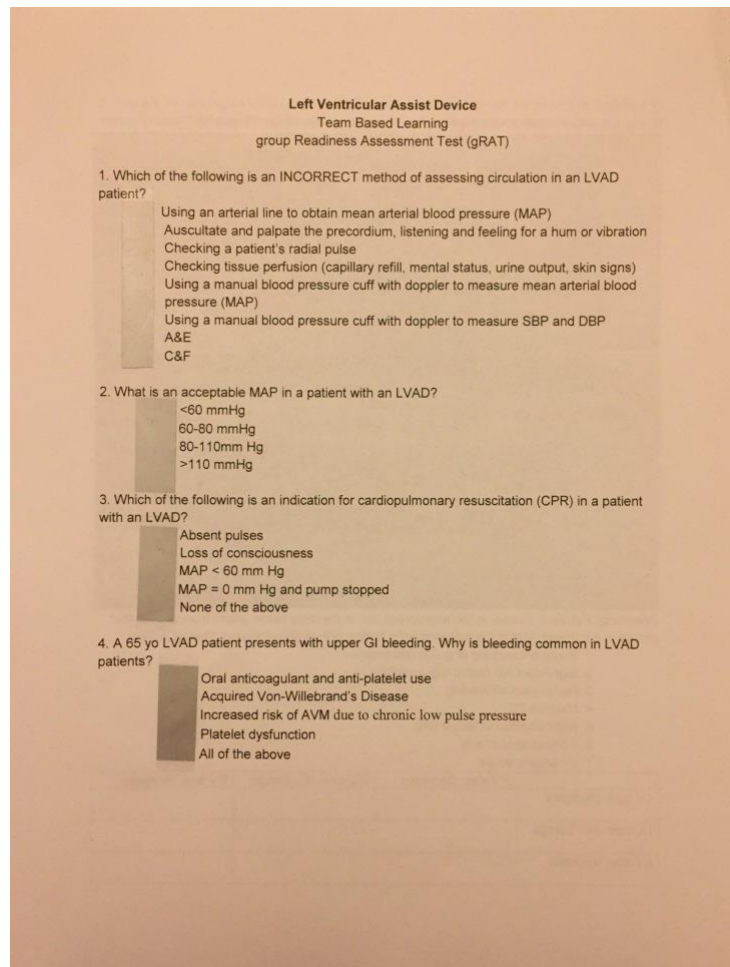 Left Ventricular Assist Device
Team Based Learning
group Readiness Assessment Test (gRAT)
1. Which of the following is an INCORRECT method of assessing circulation in an LVAD
patient?
Using an arterial line to obtain mean arterial blood pressure (MAP)
Auscultate and palpate the precordium, listening and feeling for a hum or vibration
Checking a patient's radial pulse
Checking tissue perfusion (capillary refill, mental status, urine output, skin signs)
Using a manual blood pressure cuff with doppler to measure mean arterial blood
pressure (MAP)
Using a manual blood pressure cuff with doppler to measure SBP and DBP
A&E
C&F
2. What is an acceptable MAP in a patient with an LVAD?
<60 mmHg
60-80 mmHg
80-110mm Hg
>110 mmHg
3. Which of the following is an indication for cardiopulmonary resuscitation (CPR) in a patient
with an LVAD?
Absent pulses
Loss of consciousness
MAP < 60 mm Hg
MAP = 0 mm Hg and pump stopped
None of the above
4. A 65 yo LVAD patient presents with upper GI bleeding. Why is bleeding common in LVAD
patients?
Oral anticoagulant and anti-platelet use
Acquired Von-Willebrand's Disease
Increased risk of AVM due to chronic low pulse pressure
Platelet dysfunction
All of the above